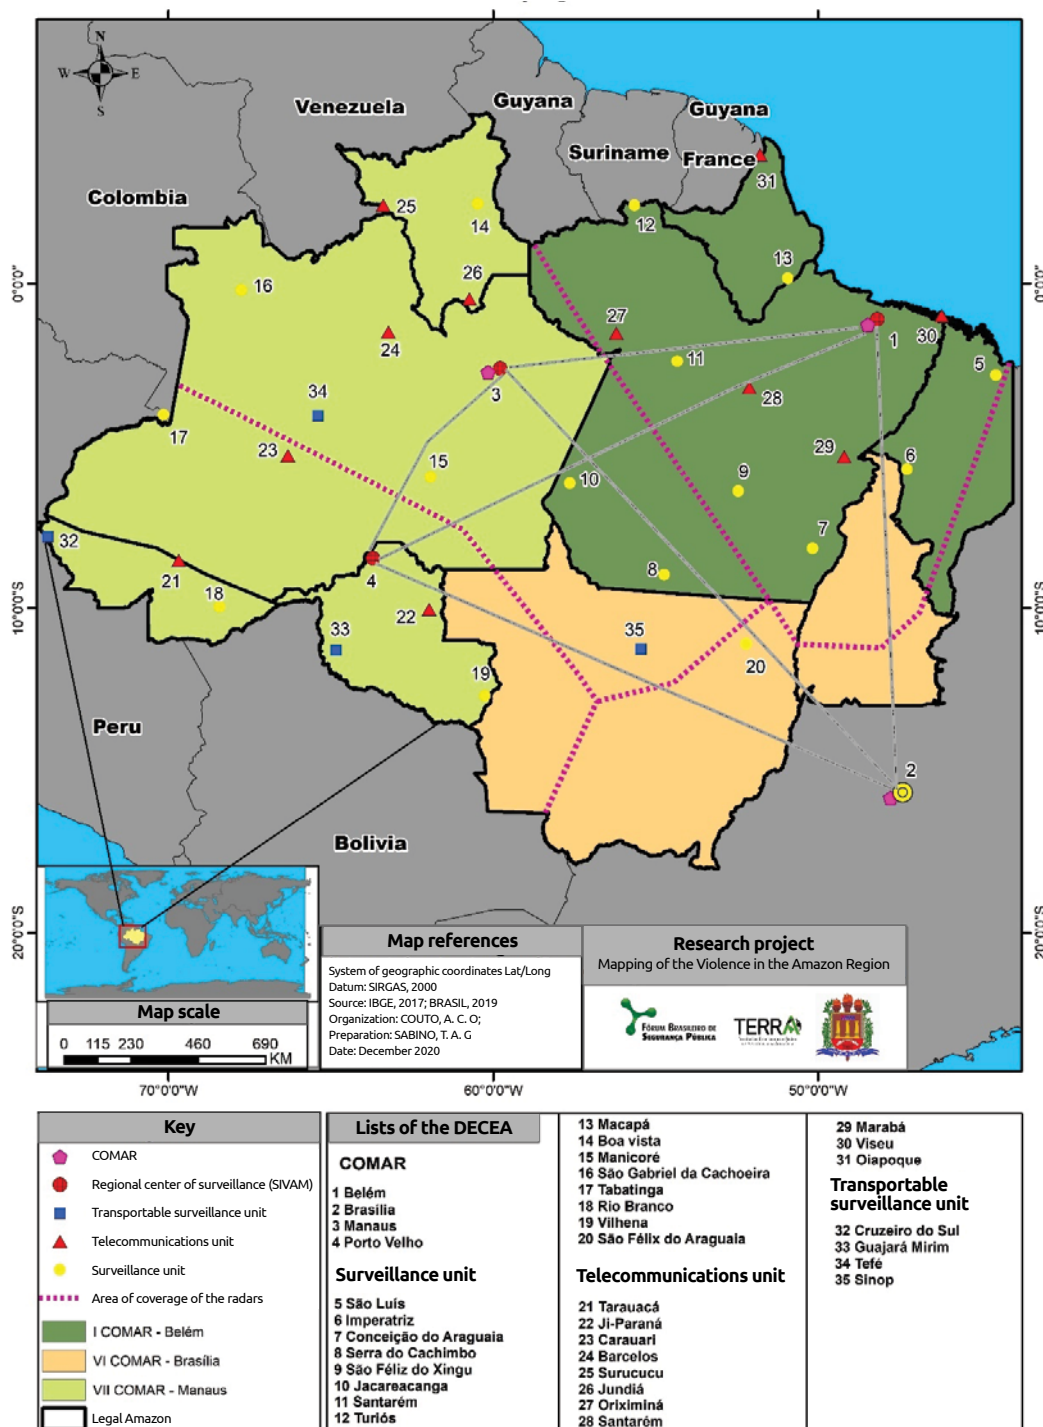 N
W E
S
Venezuela
Guyana
Guyana
Suriname
France
Colombia
31
25
14
12
13
26
16
0°0'0"
0°0'0"
27
24
30
1
11
5
34
3
28
17
23
15
29
6
10
9
32
7
21
4
8
18
10°0'0"S
10°0'0"S
22
33
35
20
19
Peru
2
Bolivia
20°0'0"S
20°0'0"S
Map references
System of geographic coordinates Lat/Long
Datum: SIRGAS, 2000
Source: IBGE, 2017; BRASIL, 2019
Organization: COUTO, A. C. O;
Preparation: SABINO, T. A. G
Date: December 2020
Research project
Mapping of the Violence in the Amazon Region
FÓRUM BRASILEIRO DE
SEGURANÇA PÚBLICA
TERRA
Map scale
0 115 230 460 690
KM
70°0'0"W
60°0'0"W
50°0'0"W
Key
COMAR
Regional center of surveillance (SIVAM)
Transportable surveillance unit
Telecommunications unit
Surveillance unit
Area of coverage of the radars
I COMAR - Belém
VI COMAR - Brasília
VII COMAR - Manaus
Legal Amazon
Lists of the DECEA
COMAR
1 Belém
2 Brasília
3 Manaus
4 Porto Velho
Surveillance unit
5 São Luís
6 Imperatriz
7 Conceição do Araguaia
8 Serra do Cachimbo
9 São Féliz do Xingu
10 Jacareacanga
11 Santarém
12 Turiós
13 Macapá
14 Boa vista
15 Manicoré
16 São Gabriel da Cachoeira
17 Tabatinga
18 Rio Branco
19 Vilhena
20 São Félix do Araguaia
Telecommunications unit
21 Tarauacá
22 Ji-Paraná
23 Carauari
24 Barcelos
25 Surucucu
26 Jundiá
27 Oriximiná
28 Santarém
29 Marabá
30 Viseu
31 Oiapoque
Transportable
surveillance unit
32 Cruzeiro do Sul
33 Guajará Mirim
34 Tefé
35 Sinop